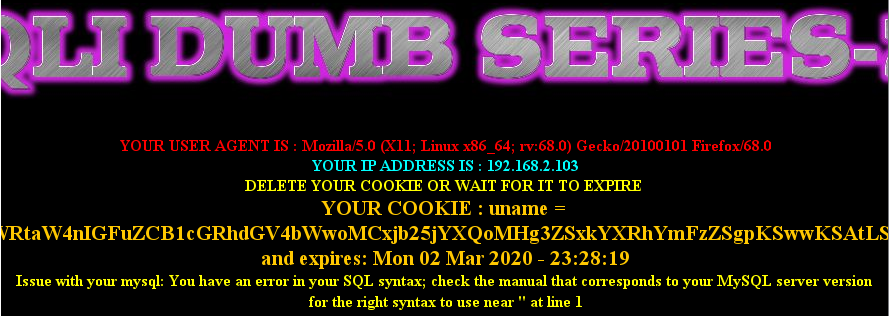 QLI DUMB SERIES-
YOUR USER AGENT IS : Mozilla/5.0 (X11; Linux x86_64; rv:68.0) Gecko/20100101 Firefox/68.0
YOUR IP ADDRESS IS : 192.168.2.103
DELETE YOUR COOKIE OR WAIT FOR IT TO EXPIRE
YOUR COOKIE : uname =
WRtaW4nIGFuZCB1cGRhdGV4bWwoMCxjb25jYXQoMHg3ZSxkYXRhYmFzZSgpKSwwKSAtLS
and expires: Mon 02 Mar 2020 - 23:28:19
Issue with your mysql: You have an error in your SQL syntax; check the manual that corresponds to your MySQL server version
for the right syntax to use near '' at line 1